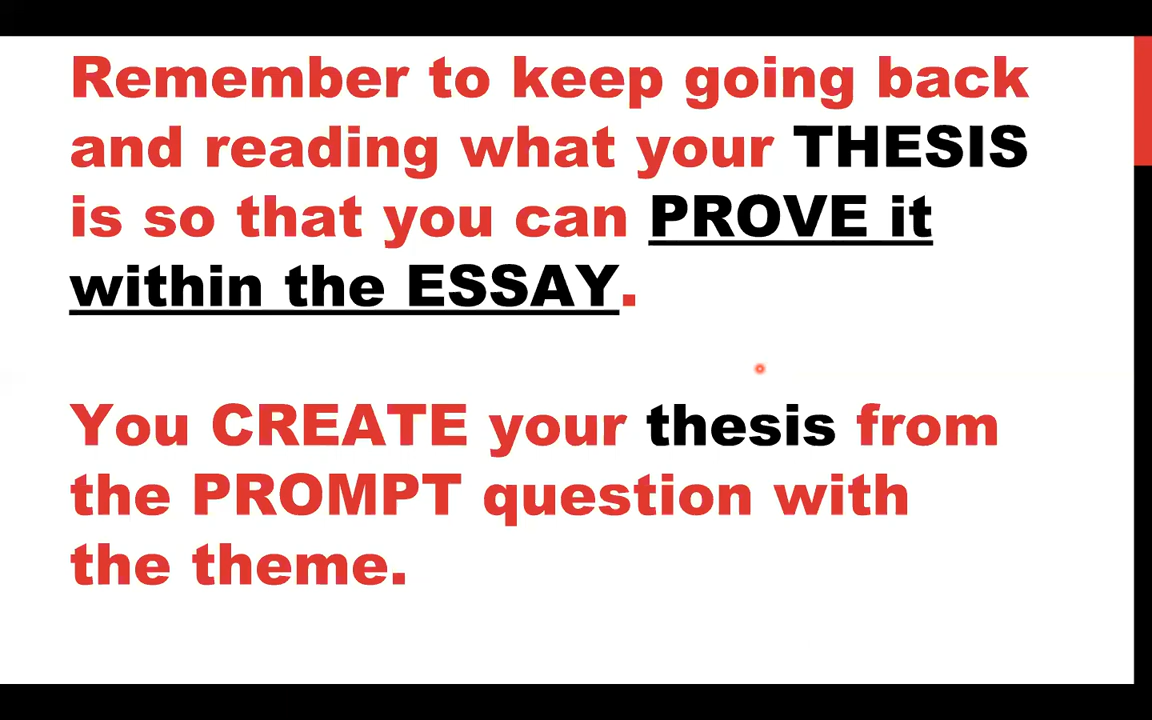 Remember to keep going back
and reading what your THESIS
is so that you can PROVE it
within the ESSAY.
You CREATE your thesis from
the PROMPT question with
the theme.